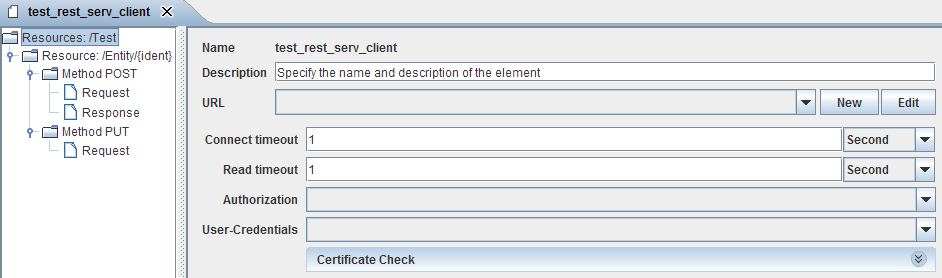 test_rest_serv_client
Resources: /Test
Resource: /Entity/{ident}
Method POST
Request
Response
Method PUT
Request
Name test_rest_serv_client
Description Specify the name and description of the element
URL New Edit
Connect timeout 1 Second
Read timeout 1 Second
Authorization
User-Credentials
Certificate Check